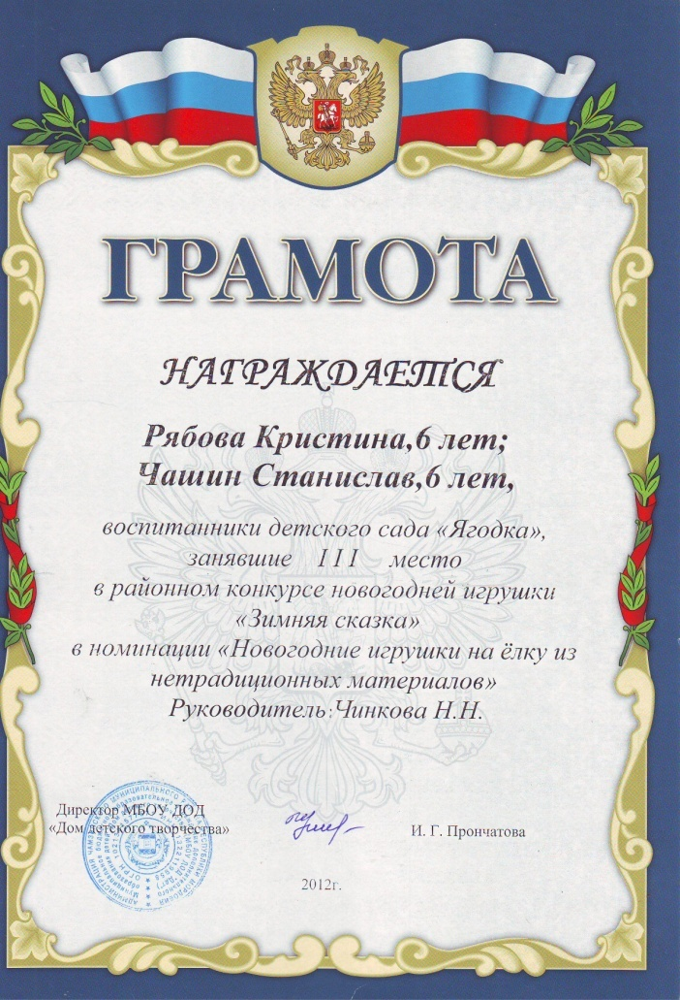 ГРАМОТА
НАГРАЖДАЕТСЯ
Рябова Кристина,6 лет;
Чашин Станислав,6 лет,
воспитанники детского сада «Ягодка»,
занявшие III место
в районном конкурсе новогодней игрушки
«Зимняя сказка»
в номинации «Новогодние игрушки на ёлку из
нетрадиционных материалов»
Руководитель:Чинкова Н.Н.
Директор МБОУ ДОД
«Дом детского творчества»
И. Г. Прончатова
2012г.